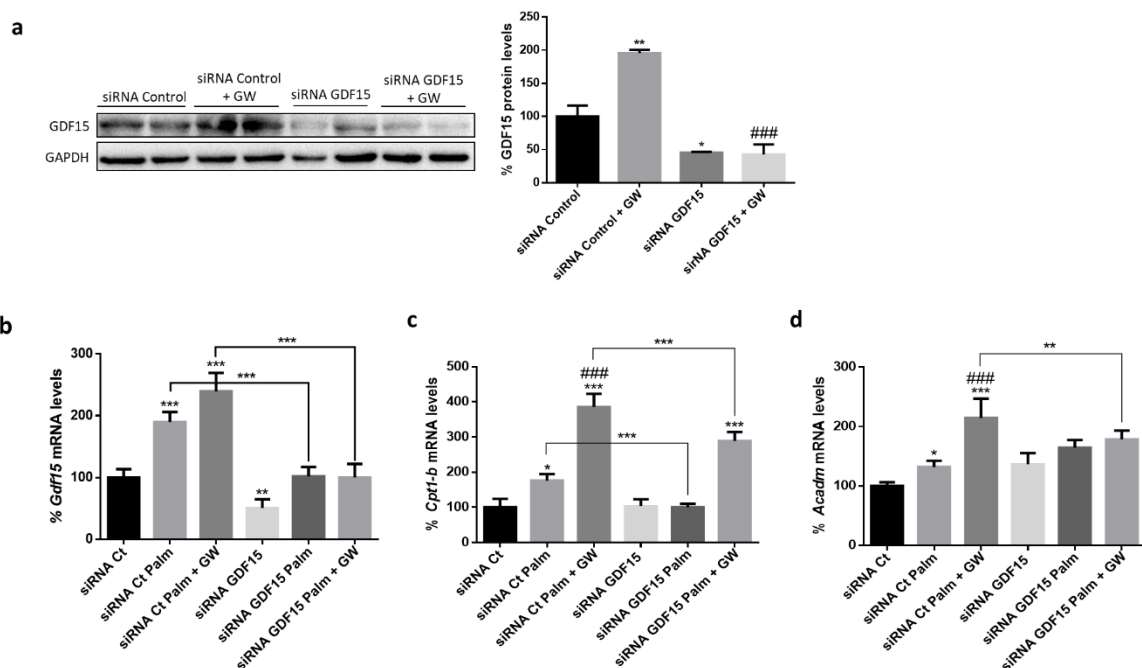 a
siRNA Control
siRNA Control
+ GW
siRNA GDF15
siRNA GDF15
+ GW
GDF15
GAPDH
% GDF15 protein levels
250
200
150
100
50
0
**
*
###
siRNA Control
siRNA Control + GW
siRNA GDF15
sirNA GDF15 + GW
b
% Gdf15 mRNA levels
300
200
100
0
***
***
***
***
**
siRNA Ct
siRNA Ct Palm
siRNA Ct Palm + GW
siRNA GDF15
siRNA GDF15 Palm
siRNA GDF15 Palm + GW
c
% Cpt1-b mRNA levels
500
400
300
200
100
0
***
###
***
***
*
***
siRNA Ct
siRNA Ct Palm
siRNA Ct Palm + GW
siRNA GDF15
siRNA GDF15 Palm
siRNA GDF15 Palm + GW
d
% Acadm mRNA levels
300
200
100
0
**
###
***
*
siRNA Ct
siRNA Ct Palm
siRNA Ct Palm + GW
siRNA GDF15
siRNA GDF15 Palm
siRNA GDF15 Palm + GW